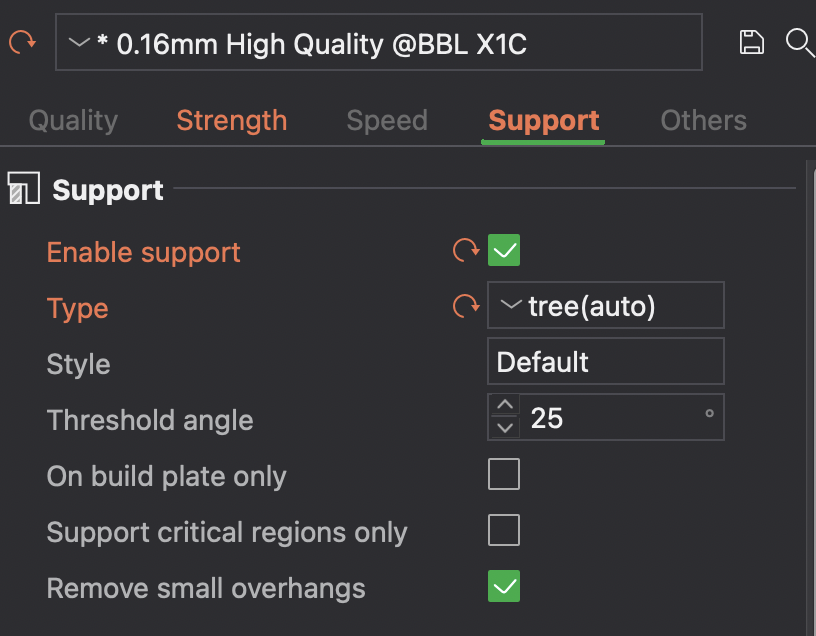 * 0.16mm High Quality @BBL X1C
Quality Strength Speed Support Others
Support
Enable support
Type tree(auto)
Style Default
Threshold angle 25 °
On build plate only
Support critical regions only
Remove small overhangs